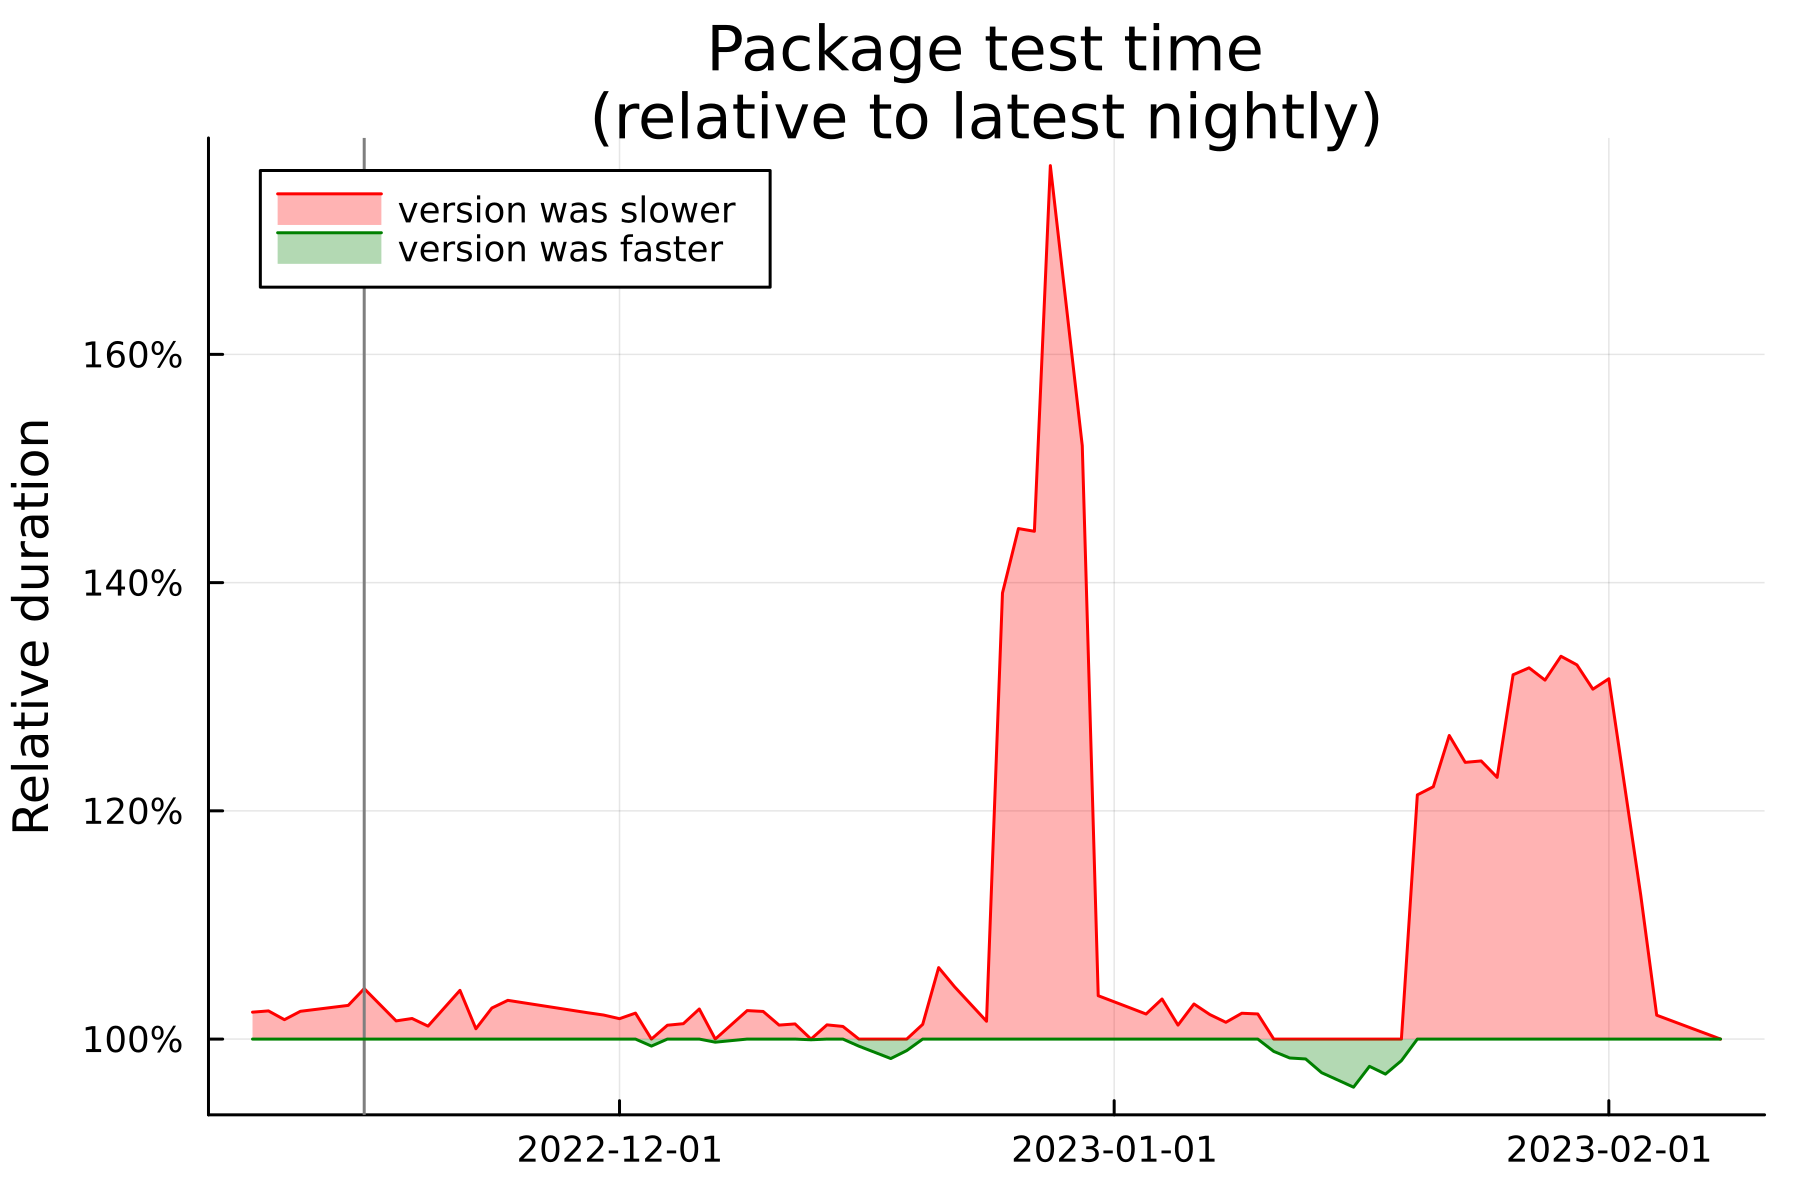 Package test time
(relative to latest nightly)
version was slower
version was faster
Relative duration
160%
140%
120%
100%
2022-12-01
2023-01-01
2023-02-01